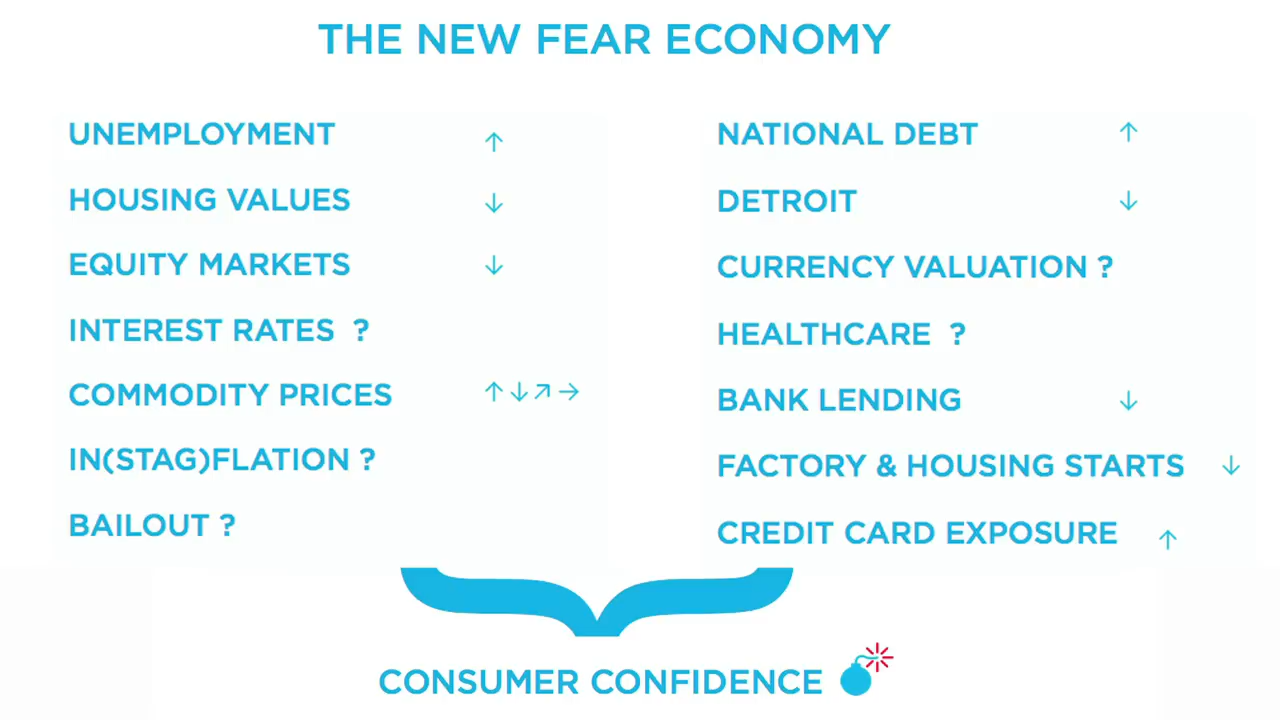 THE NEW FEAR ECONOMY
UNEMPLOYMENT ↑
HOUSING VALUES ↓
EQUITY MARKETS ↓
INTEREST RATES ?
COMMODITY PRICES ↑↓↗→
IN(STAG)FLATION ?
BAILOUT ?
NATIONAL DEBT ↑
DETROIT ↓
CURRENCY VALUATION ?
HEALTHCARE ?
BANK LENDING ↓
FACTORY & HOUSING STARTS ↓
CREDIT CARD EXPOSURE ↑
CONSUMER CONFIDENCE